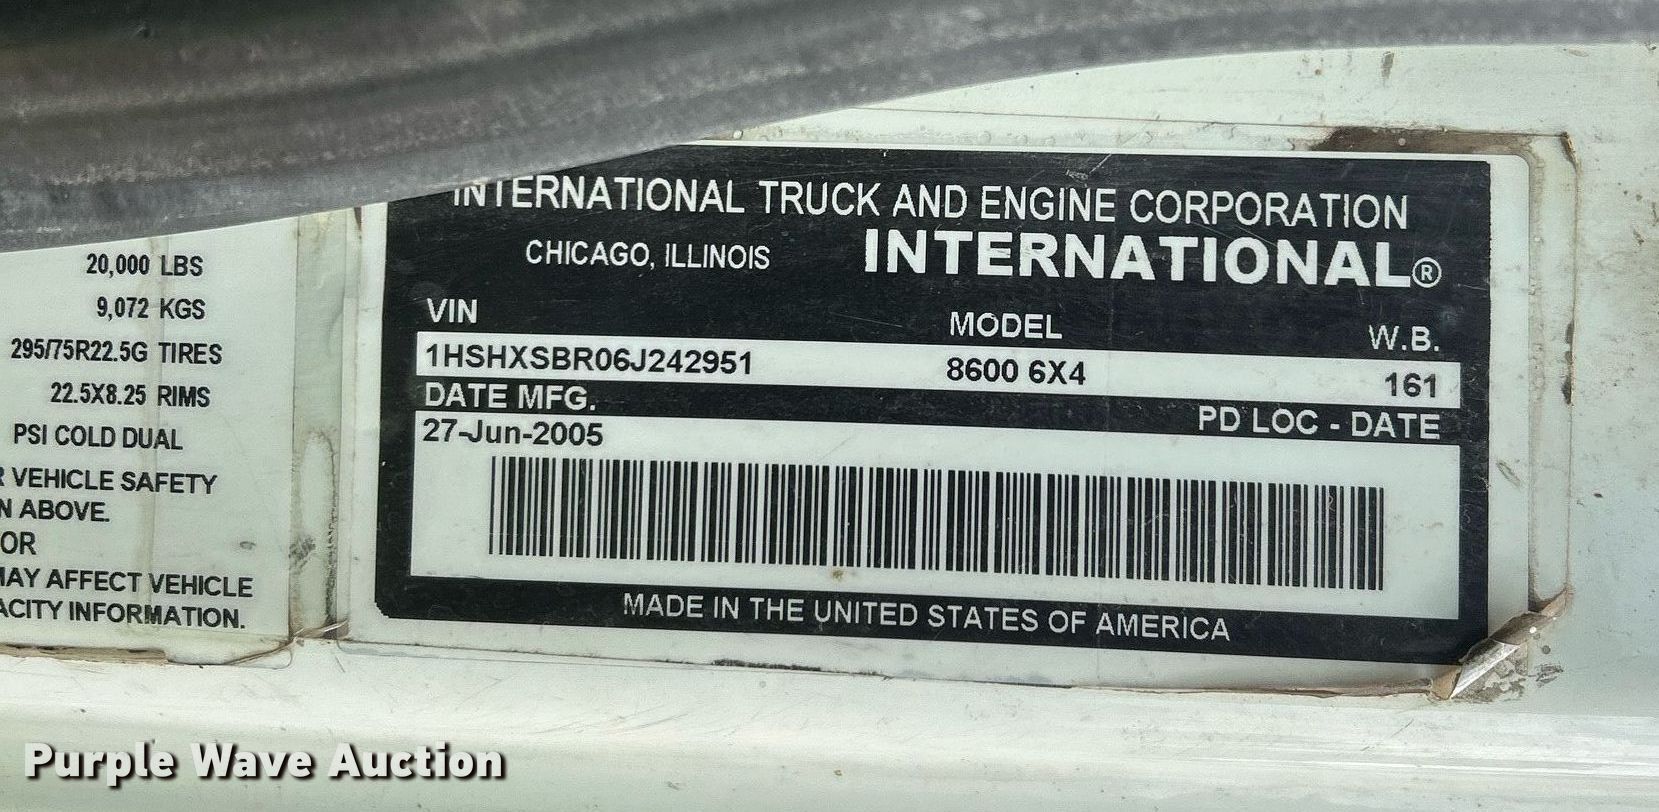 20,000 LBS
9,072 KGS
295/75R22.5G TIRES
22.5X8.25 RIMS
PSI COLD DUAL
VEHICLE SAFETY
ABOVE.
OR
MAY AFFECT VEHICLE
INFORMATION.
INTERNATIONAL TRUCK AND ENGINE CORPORATION
CHICAGO, ILLINOIS INTERNATIONAL®
VIN MODEL W.B.
1HSHXSBR06J242951 8600 6X4 161
DATE MFG. PD LOC - DATE
27-Jun-2005
MADE IN THE UNITED STATES OF AMERICA
Purple Wave Auction